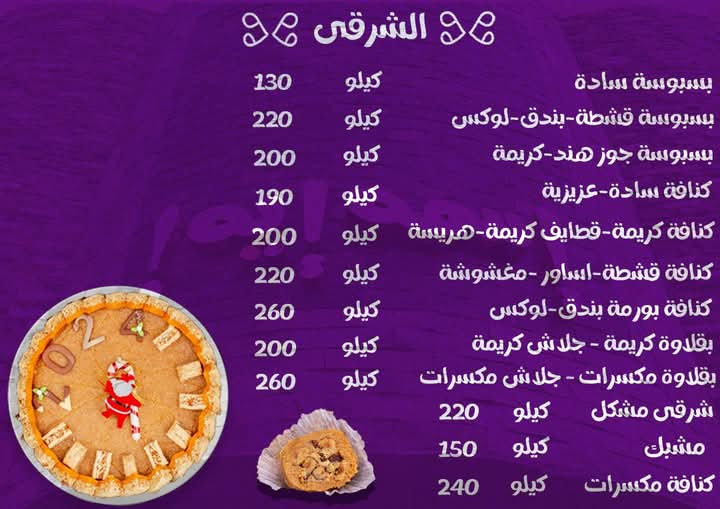 الشرقى
بسبوسة سادة كيلو 130
بسبوسة قشطة-بندق-لوكس كيلو 220
بسبوسة جوز هند-كريمة كيلو 200
كنافة سادة-عزيزية كيلو 190
كنافة كريمة-قطايف كريمة-هريسة كيلو 200
كنافة قشطة-اساور -مغشوشة كيلو 220
كنافة بورمة بندق-لوكس كيلو 260
بقلاوة كريمة - جلاش كريمة كيلو 200
بقلاوة مكسرات - جلاش مكسرات كيلو 260
شرقى مشكل كيلو 220
مشبك كيلو 150
كنافة مكسرات كيلو 240
2024